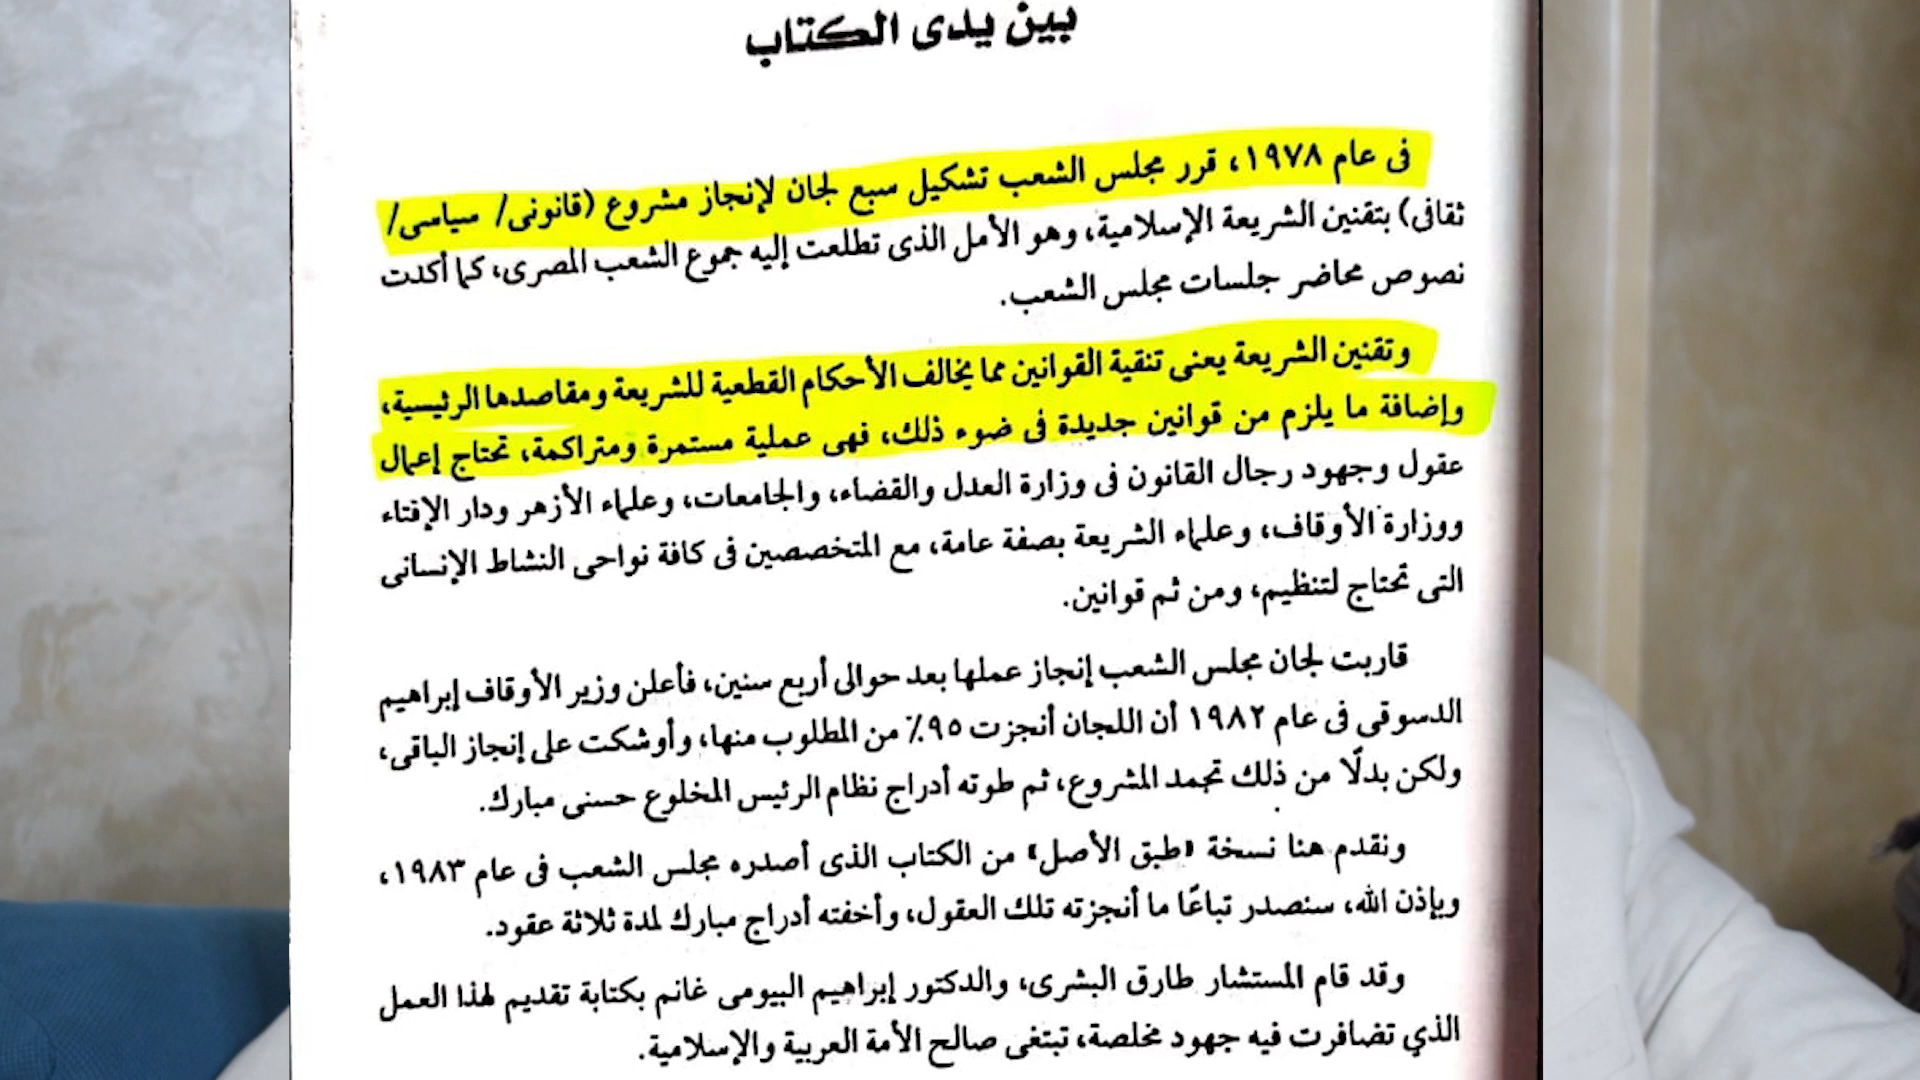 بين يدى الكتاب
فى عام ١٩٧٨، قرر مجلس الشعب تشكيل سبع لجان لإنجاز مشروع (قانونى/ سياسى/
ثقافى) بتقنين الشريعة الإسلامية، وهو الأمل الذى تطلعت إليه جموع الشعب المصرى، كما أكدت
نصوص محاضر جلسات مجلس الشعب.
وتقنين الشريعة يعنى تنقية القوانين مما يخالف الأحكام القطعية للشريعة ومقاصدها الرئيسية،
وإضافة ما يلزم من قوانين جديدة فى ضوء ذلك، فهى عملية مستمرة ومتراكمة، تحتاج إعمال
عقول وجهود رجال القانون فى وزارة العدل والقضاء، والجامعات، وعلماء الأزهر ودار الإفتاء
ووزارة الأوقاف، وعلماء الشريعة بصفة عامة، مع المتخصصين فى كافة نواحى النشاط الإنسانى
التى تحتاج لتنظيم، ومن ثم قوانين.
قاربت لجان مجلس الشعب إنجاز عملها بعد حوالى أربع سنين، فأعلن وزير الأوقاف إبراهيم
الدسوقى فى عام ١٩٨٢ أن اللجان أنجزت ٩٥٪ من المطلوب منها، وأوشكت على إنجاز الباقى،
ولكن بدلًا من ذلك تجمد المشروع، ثم طوته أدراج نظام الرئيس المخلوع حسنى مبارك.
ونقدم هنا نسخة «طبق الأصل» من الكتاب الذى أصدره مجلس الشعب فى عام ١٩٨٣،
وبإذن الله، سنصدر تباعًا ما أنجزته تلك العقول، وأخفته أدراج مبارك لمدة ثلاثة عقود.
وقد قام المستشار طارق البشرى، والدكتور إبراهيم البيومى غانم بكتابة تقديم لهذا العمل
الذي تضافرت فيه جهود مخلصة، تبتغى صالح الأمة العربية والإسلامية.